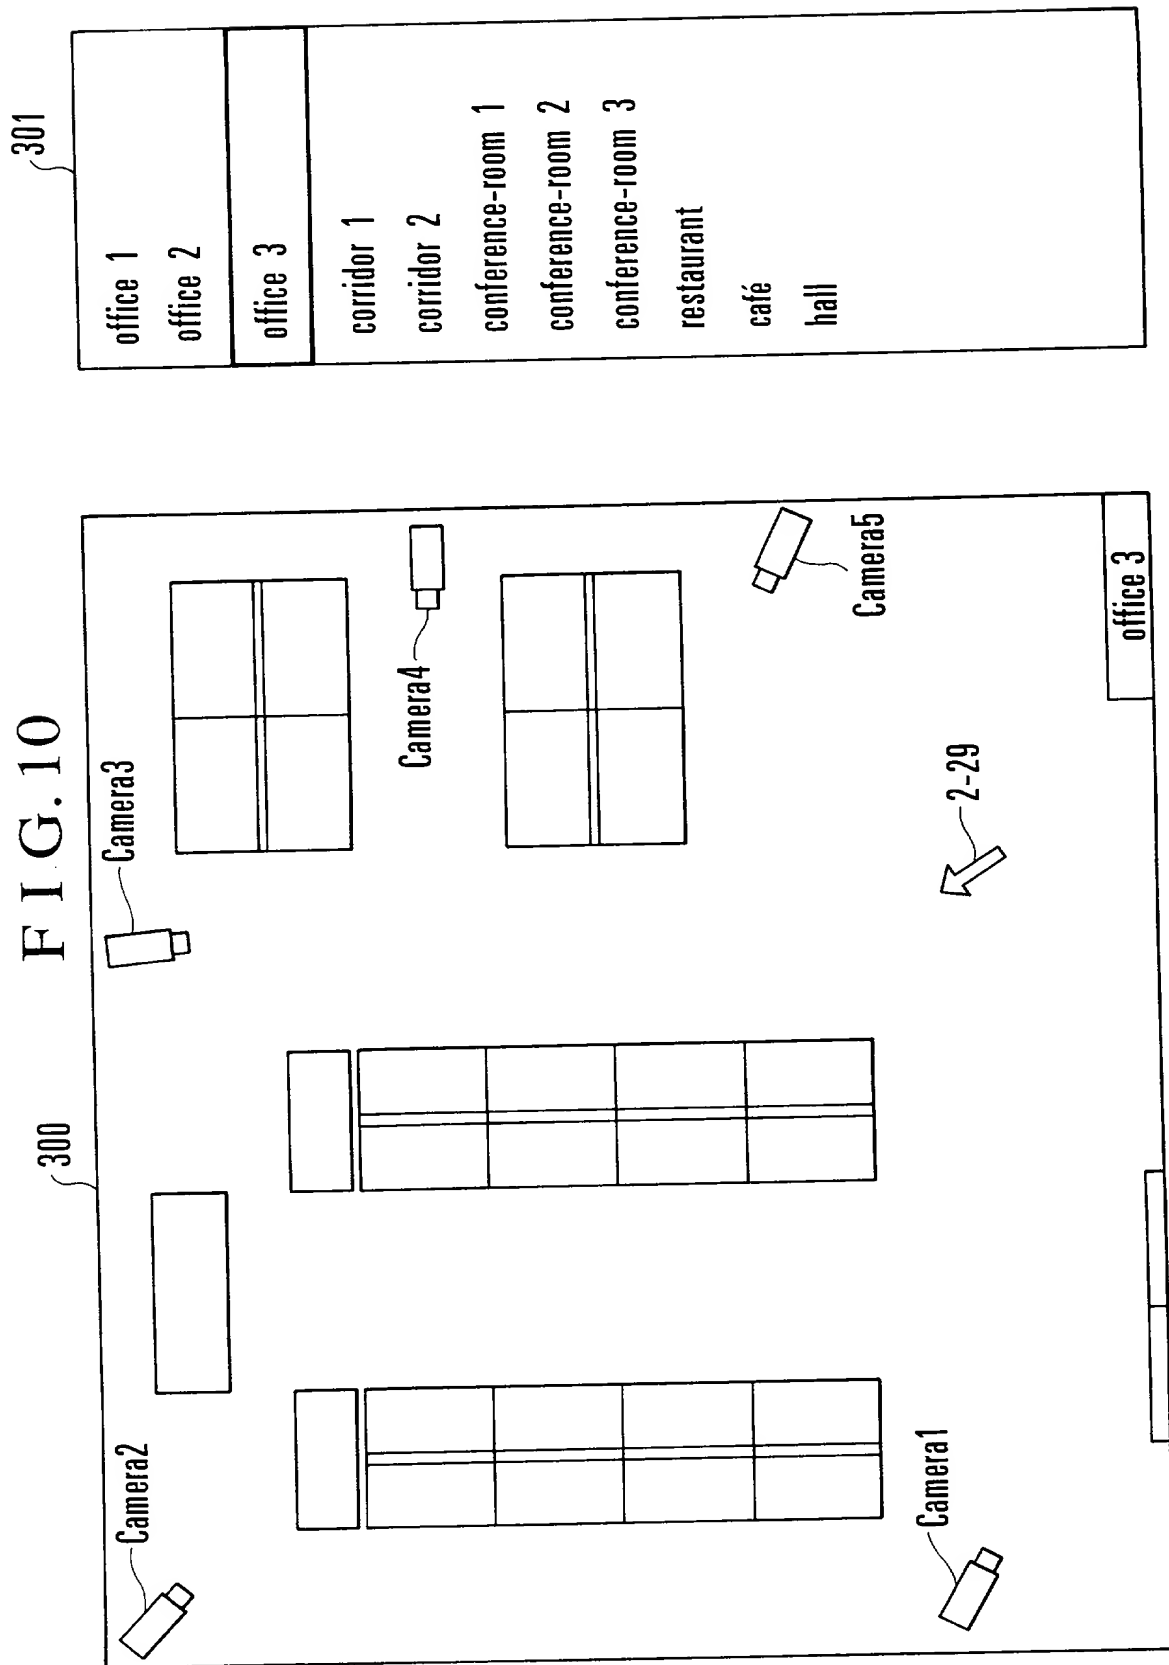 FIG.10
300
301
Camera2
Camera3
Camera4
Camera5
Camera1
2-29
office 3
office 1
office 2
office 3
corridor 1
corridor 2
conference-room 1
conference-room 2
conference-room 3
restaurant
café
hall